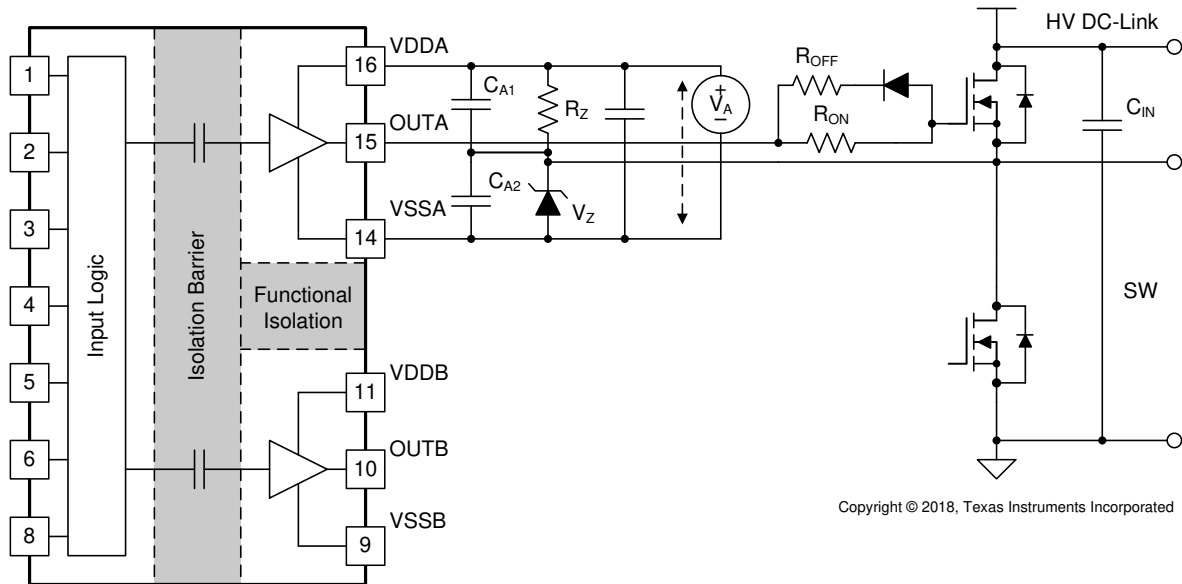 1
2
3
4
5
6
8
Input Logic
Isolation Barrier
Functional
Isolation
VDDA
16
OUTA
15
VSSA
14
VDDB
11
OUTB
10
VSSB
9
CA1
RZ
CA2
VZ
+
VA
ROFF
RON
HV DC-Link
CIN
SW
Copyright © 2018, Texas Instruments Incorporated